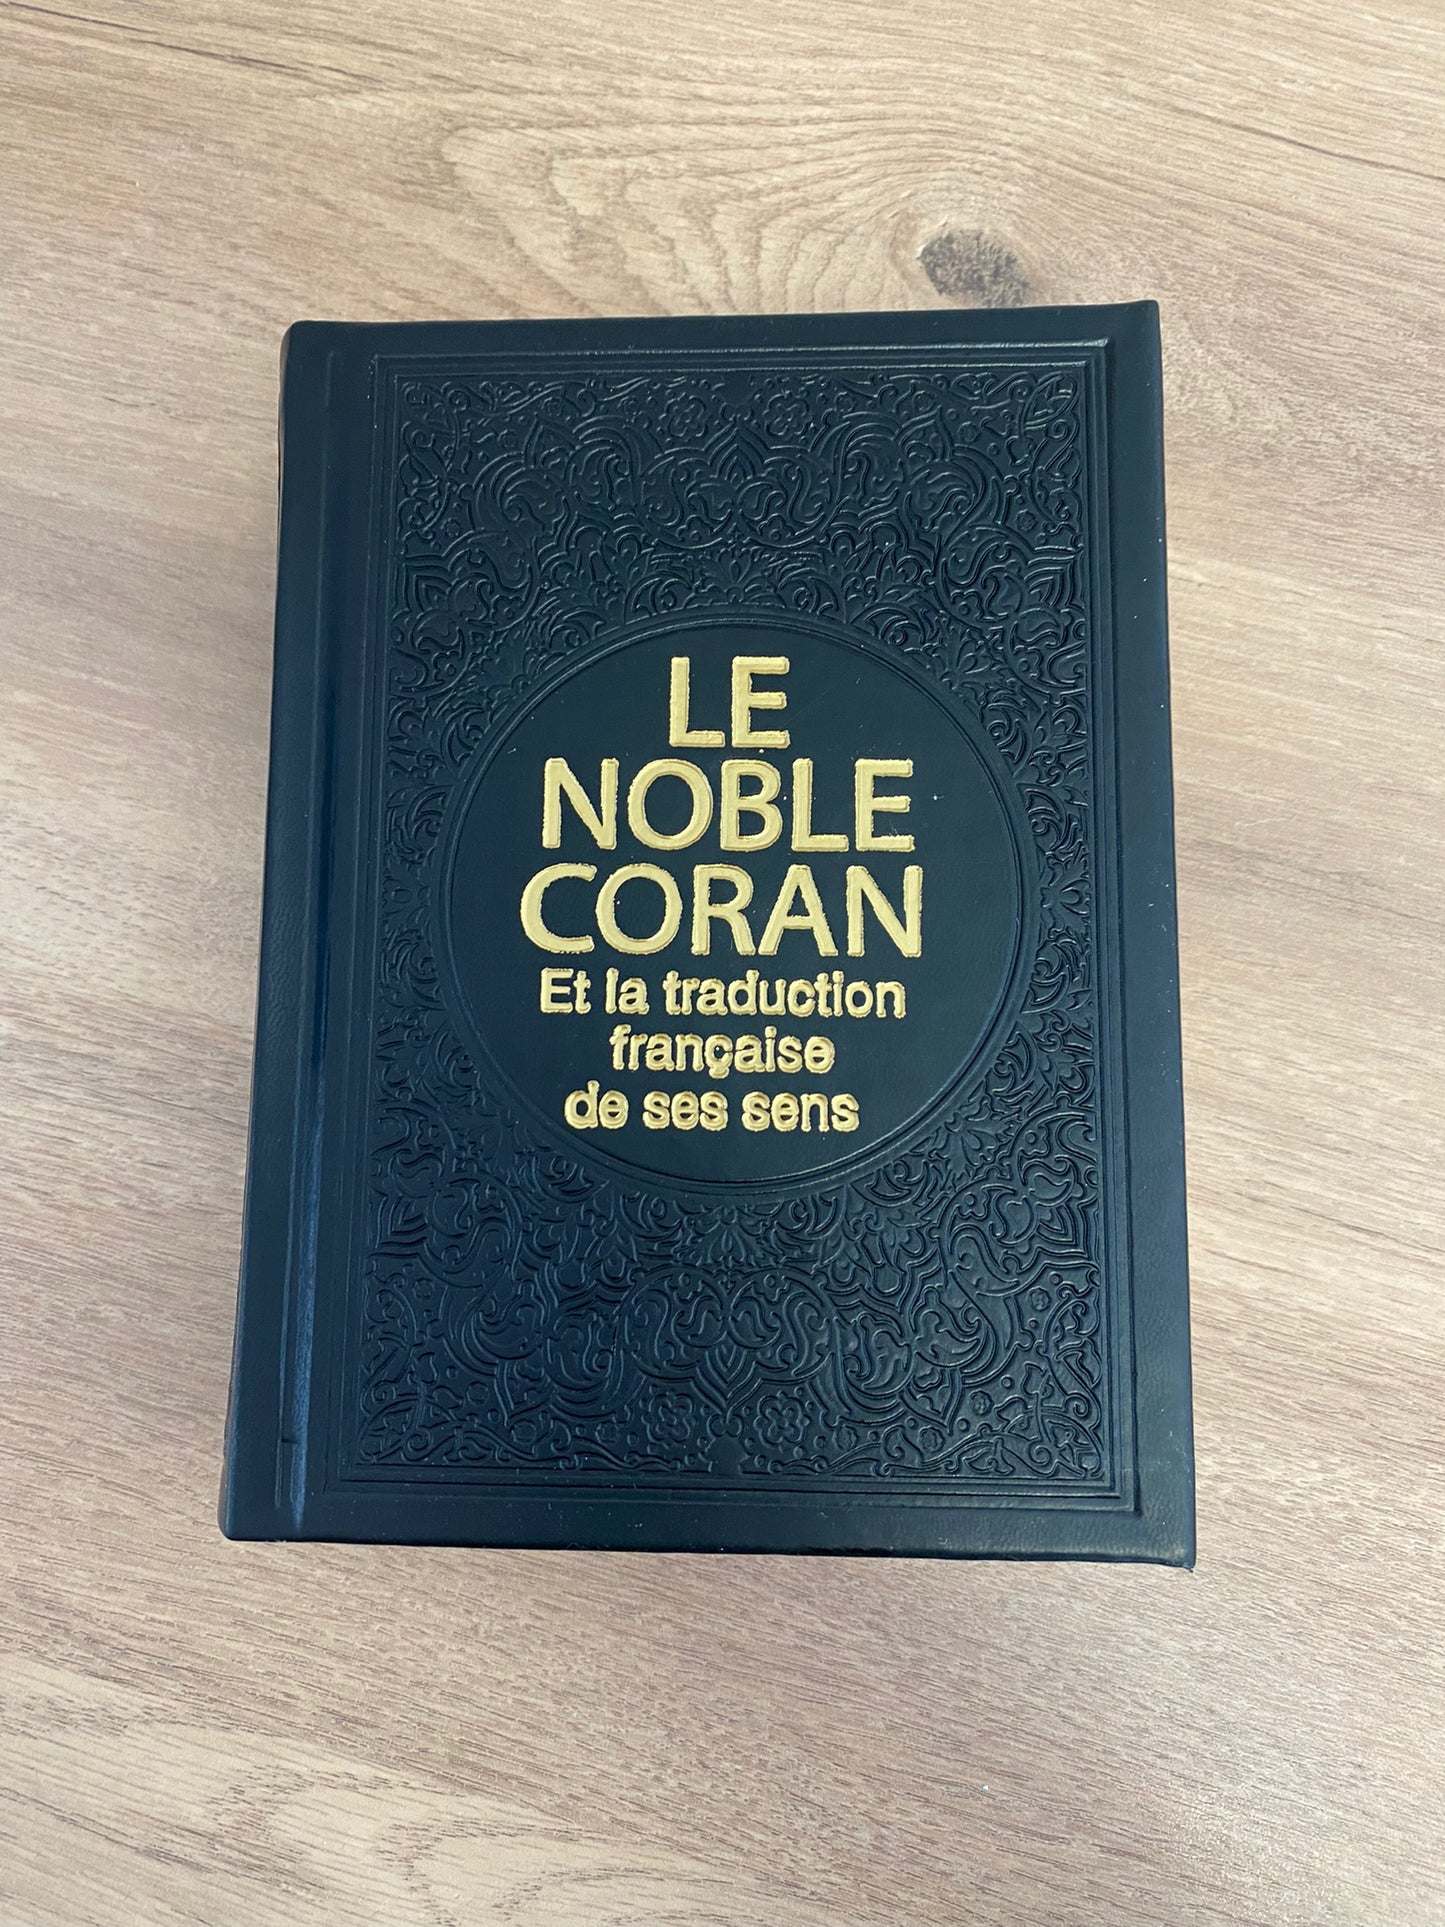 LE
NOBLE
CORAN
Et la traduction
française
de ses sens